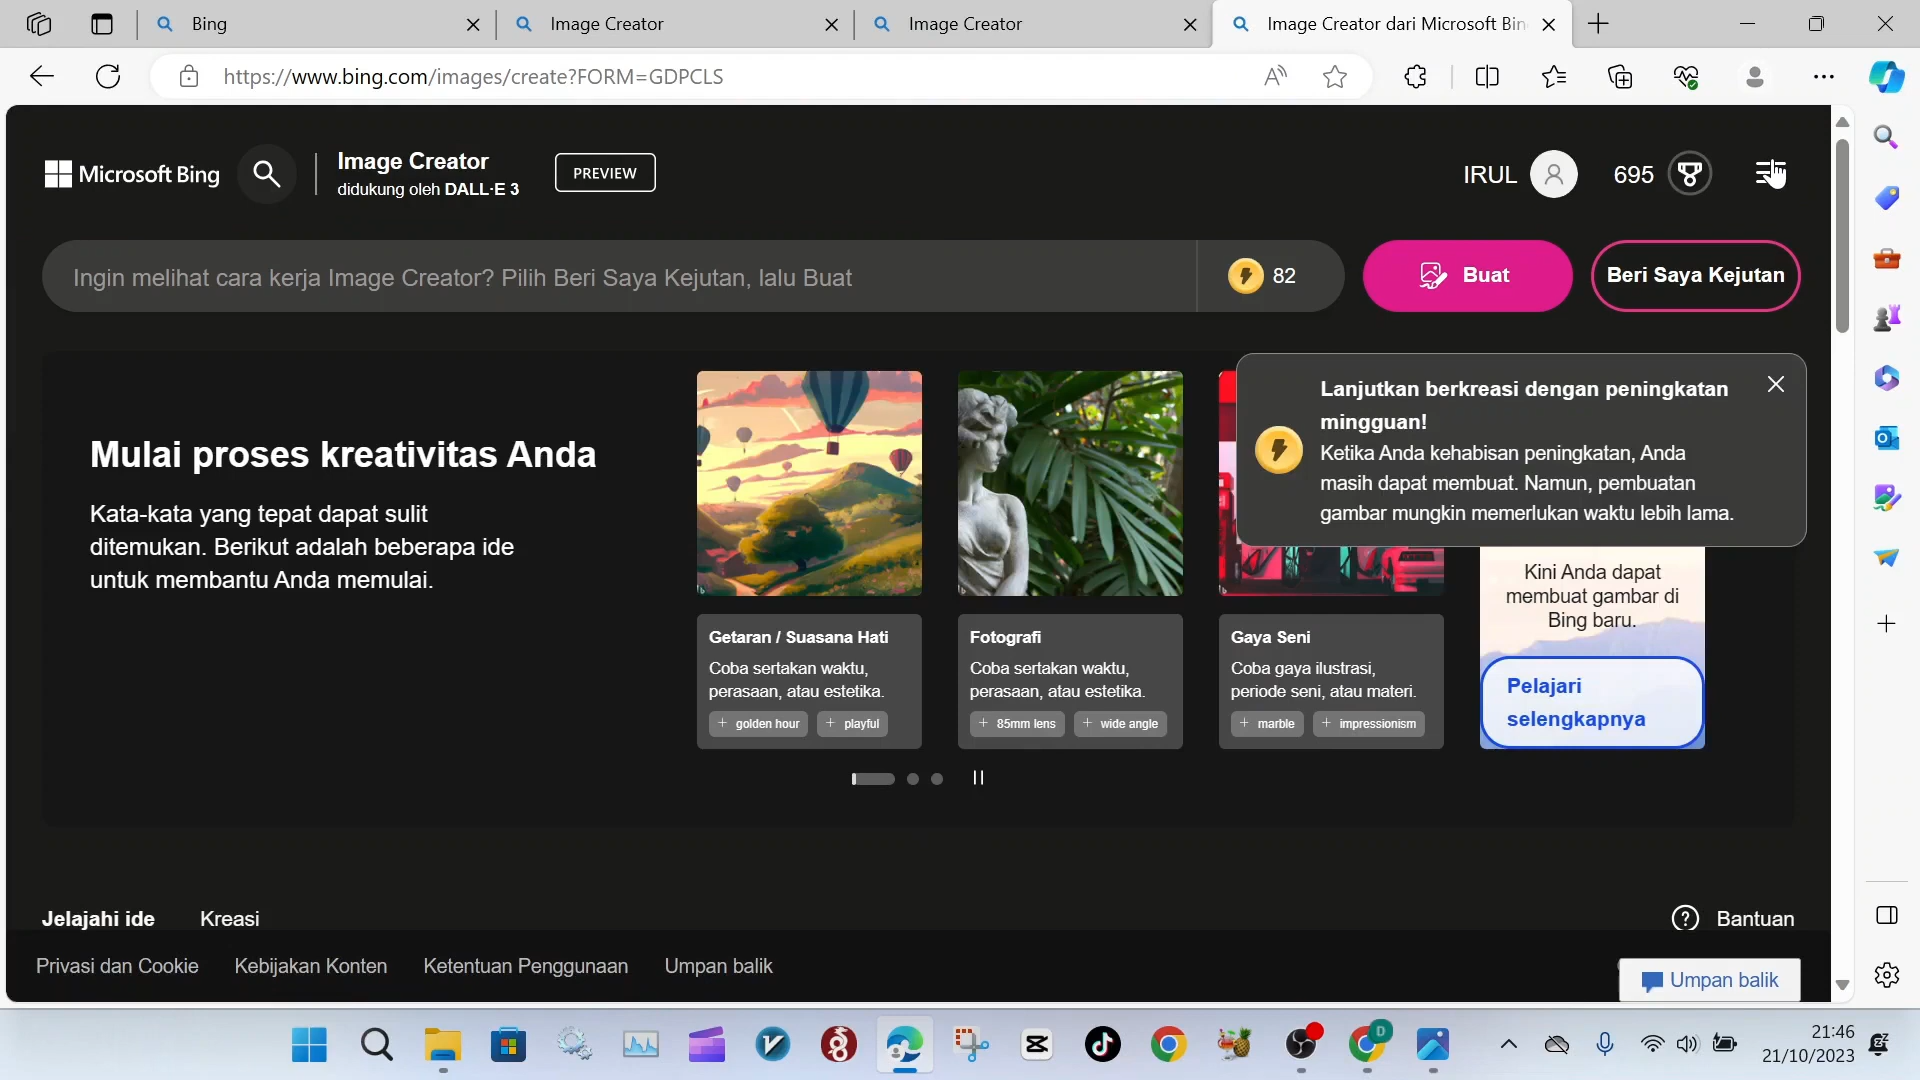 Bing
Image Creator
Image Creator
Image Creator dari Microsoft Bin
https://www.bing.com/images/create?FORM=GDPCLS
Microsoft Bing
Image Creator
didukung oleh DALL·E 3
PREVIEW
IRUL
695
Ingin melihat cara kerja Image Creator? Pilih Beri Saya Kejutan, lalu Buat
82
Buat
Beri Saya Kejutan
Lanjutkan berkreasi dengan peningkatan
mingguan!
Ketika Anda kehabisan peningkatan, Anda
masih dapat membuat. Namun, pembuatan
gambar mungkin memerlukan waktu lebih lama.
Mulai proses kreativitas Anda
Kata-kata yang tepat dapat sulit
ditemukan. Berikut adalah beberapa ide
untuk membantu Anda memulai.
Getaran / Suasana Hati
Coba sertakan waktu,
perasaan, atau estetika.
+ golden hour
+ playful
Fotografi
Coba sertakan waktu,
perasaan, atau estetika.
+ 85mm lens
+ wide angle
Gaya Seni
Coba gaya ilustrasi,
periode seni, atau materi.
+ marble
+ impressionism
Kini Anda dapat
membuat gambar di
Bing baru.
Pelajari
selengkapnya
Jelajahi ide
Kreasi
Bantuan
Privasi dan Cookie
Kebijakan Konten
Ketentuan Penggunaan
Umpan balik
Umpan balik
21:46
21/10/2023